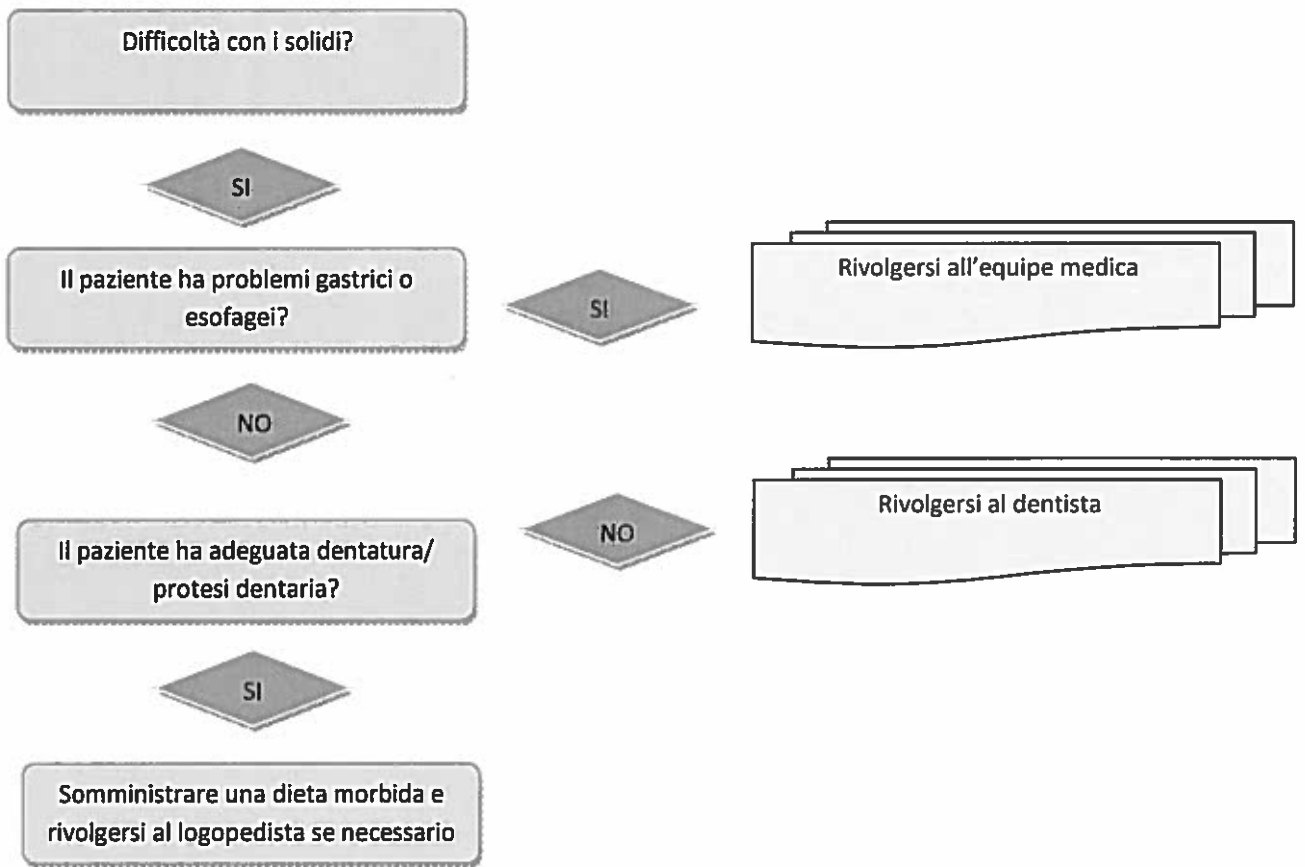 Difficoltà con i solidi?
SI
Il paziente ha problemi gastrici o
esofagei?
SI
Rivolgersi all'equipe medica
NO
Il paziente ha adeguata dentatura/
protesi dentaria?
NO
Rivolgersi al dentista
SI
Somministrare una dieta morbida e
rivolgersi al logopedista se necessario